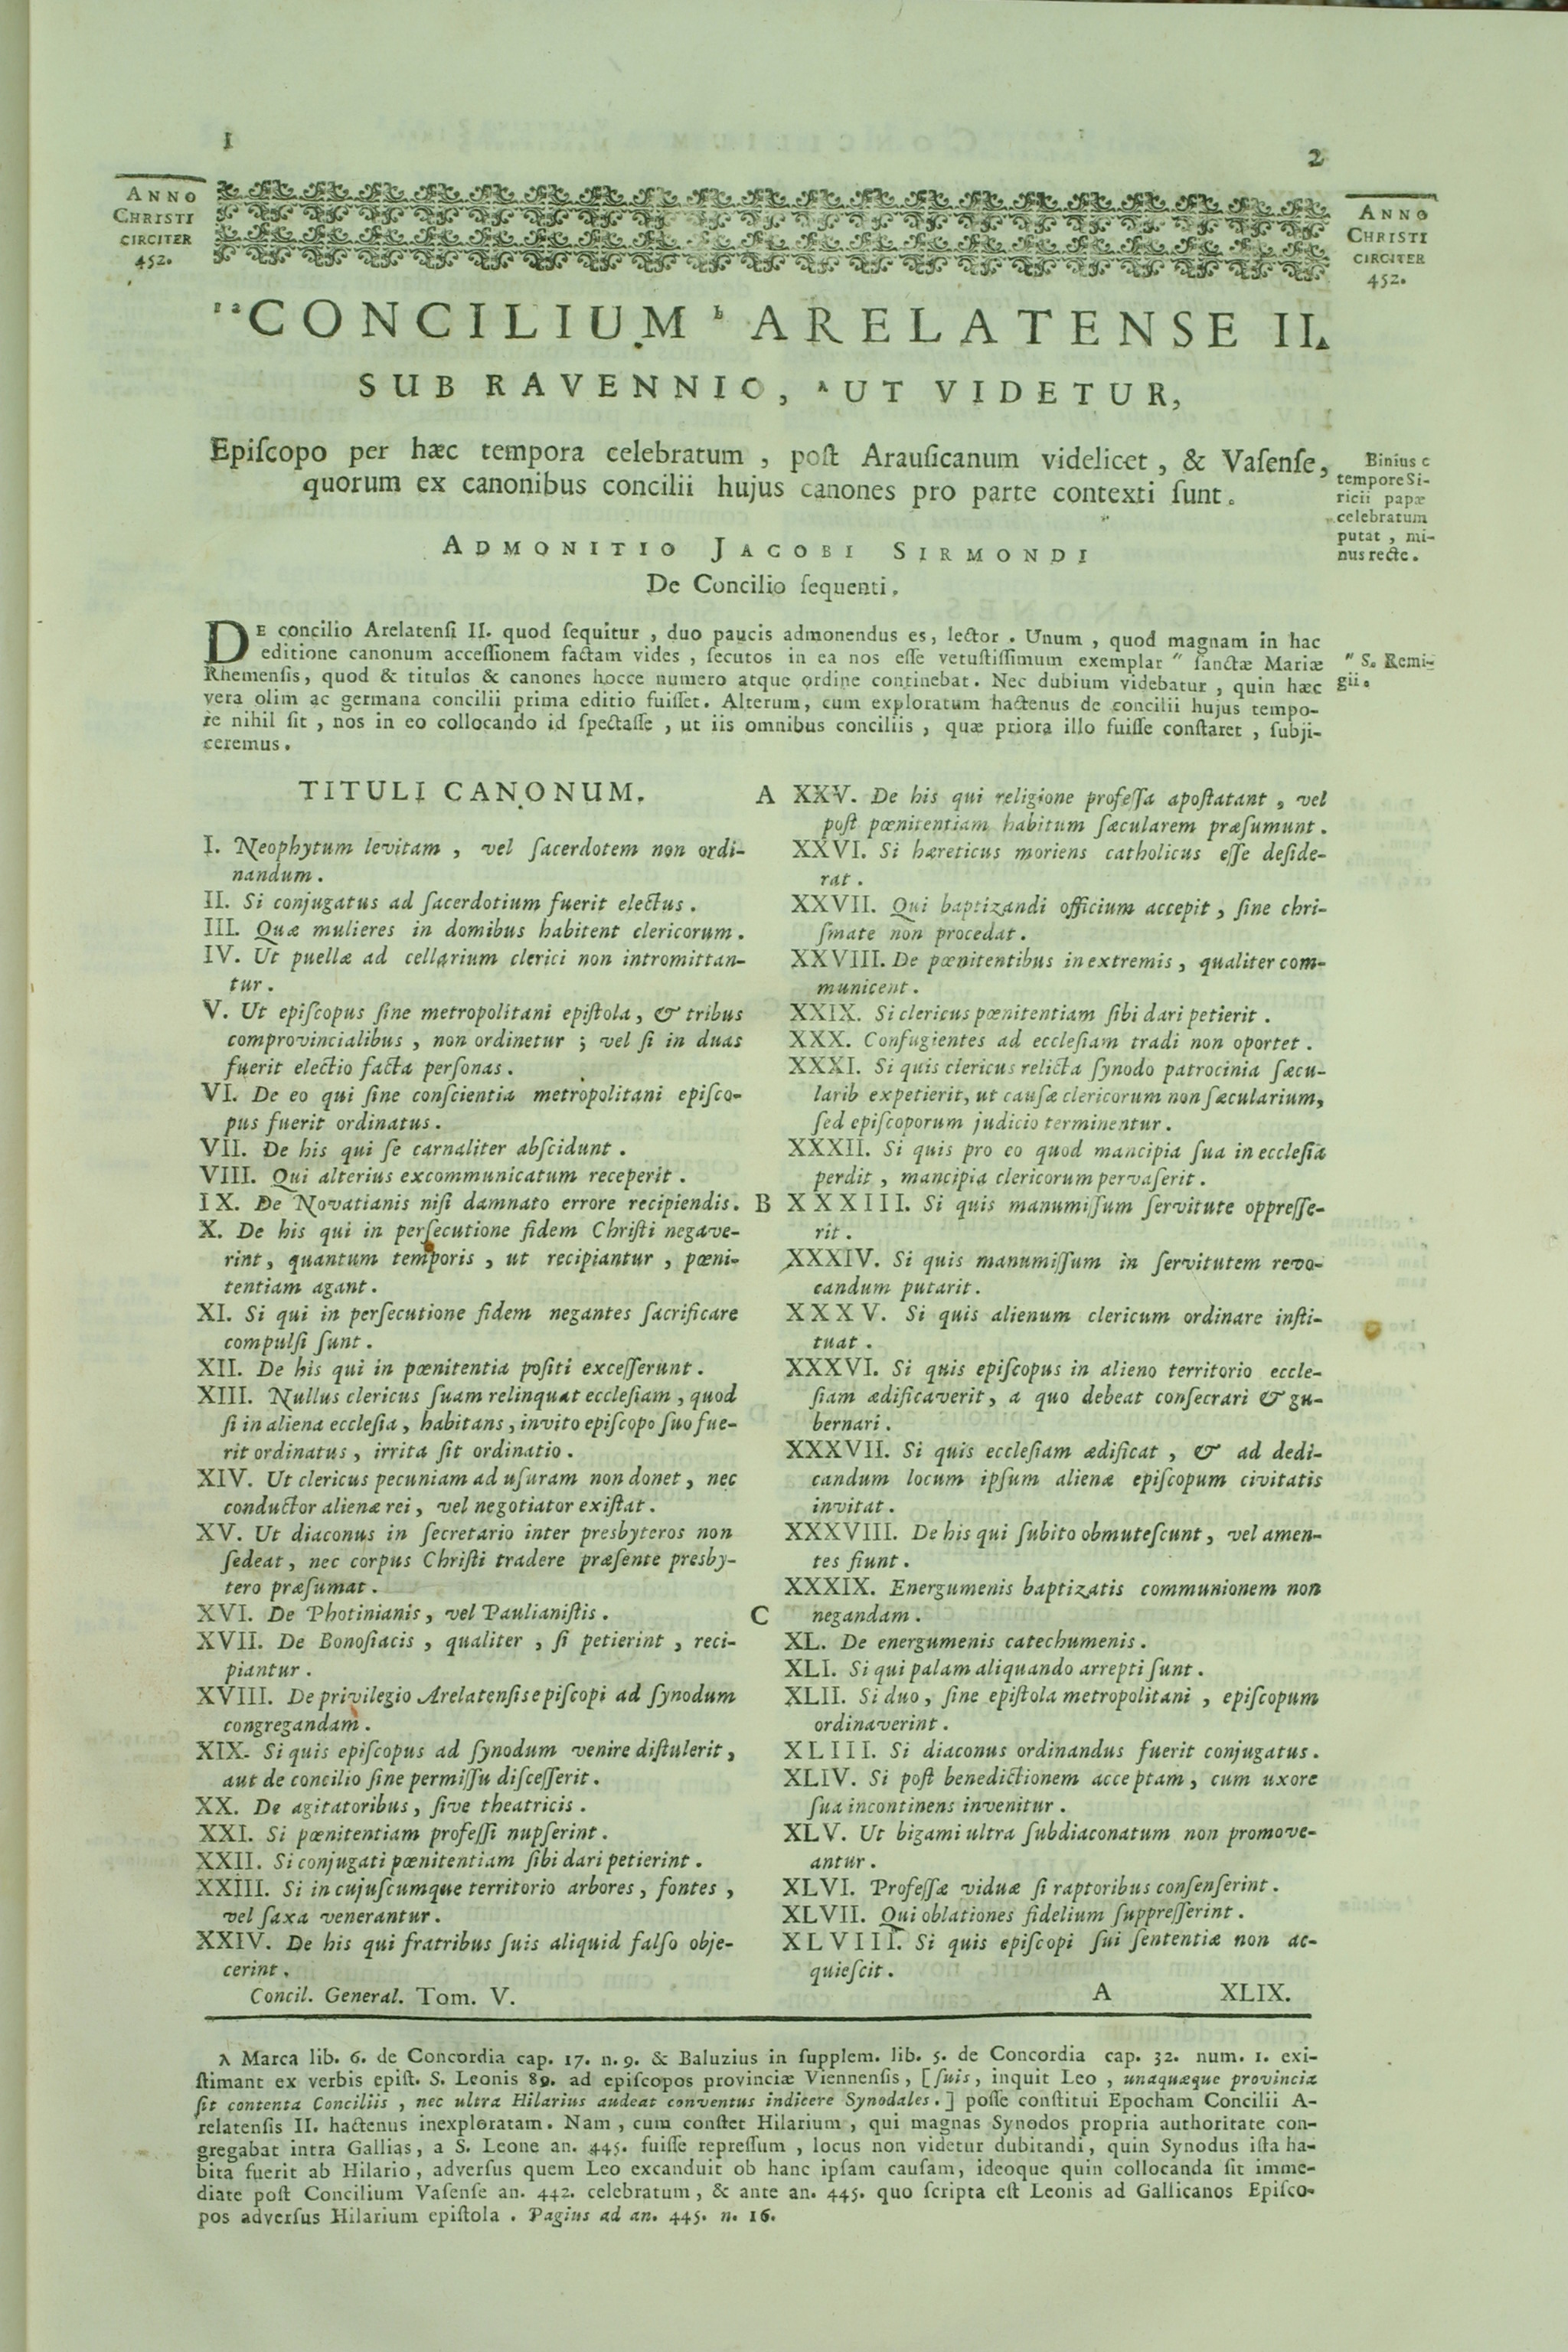 1
2
ANNO
CHRISTI
CIRCITER
452.
ANNO
CHRISTI
CIRCITER
452.
CONCILIUM ᵇ ARELATENSE II.
SUB RAVENNIO, ᴬ UT VIDETUR,
Epiſcopo per hæc tempora celebratum , poſt Arauſicanum videlicet , & Vaſenſe,
quorum ex canonibus concilii hujus canones pro parte contexti ſunt.
Binius c
tempore Si-
ricii papæ
celebratum
putat , mi-
nus recte.
ADMONITIO JACOBI SIRMONDI
De Concilio ſequenti.
DE concilio Arelatenſi II. quod ſequitur , duo paucis admonendus es, lector . Unum , quod magnam in hac
editione canonum acceſſionem factam vides , ſecutos in ea nos eſſe vetuſtiſſimum exemplar " ſanctæ Mariæ
Rhemenſis, quod & titulos & canones hocce numero atque ordine continebat. Nec dubium videbatur , quin hæc
vera olim ac germana concilii prima editio fuiſſet. Alterum, cum exploratum hactenus de concilii hujus tempo-
re nihil ſit , nos in eo collocando id ſpectaſſe , ut iis omnibus conciliis , quæ priora illo fuiſſe conſtaret , ſubji-
ceremus.
" S. Remi-
gii.
TITULI CANONUM.
I. Neophytum levitam , vel ſacerdotem non ordi-
nandum.
II. Si conjugatus ad ſacerdotium fuerit electus.
III. Quæ mulieres in domibus habitent clericorum.
IV. Ut puellæ ad cellarium clerici non intromittan-
tur.
V. Ut epiſcopus ſine metropolitani epiſtola, & tribus
comprovincialibus , non ordinetur ; vel ſi in duas
fuerit electio facta perſonas.
VI. De eo qui ſine conſcientia metropolitani epiſco-
pus fuerit ordinatus.
VII. De his qui ſe carnaliter abſcidunt.
VIII. Qui alterius excommunicatum receperit.
IX. De Novatianis niſi damnato errore recipiendis.
X. De his qui in perſecutione fidem Chriſti negave-
rint, quantum temporis , ut recipiantur , pœni-
tentiam agant.
XI. Si qui in perſecutione fidem negantes ſacrificare
compulſi ſunt.
XII. De his qui in pœnitentia poſiti exceſſerunt.
XIII. Nullus clericus ſuam relinquat eccleſiam , quod
ſi in aliena eccleſia, habitans, invito epiſcopo ſuo fue-
rit ordinatus , irrita ſit ordinatio.
XIV. Ut clericus pecuniam ad uſuram non donet, nec
conductor alienæ rei, vel negotiator exiſtat.
XV. Ut diaconus in ſecretario inter presbyteros non
ſedeat, nec corpus Chriſti tradere præſente presby-
tero præſumat.
XVI. De Photinianis, vel Paulianiſtis.
XVII. De Bonoſiacis , qualiter , ſi petierint , reci-
piantur.
XVIII. De privilegio Arelatenſis epiſcopi ad ſynodum
congregandam.
XIX. Si quis epiſcopus ad ſynodum venire diſtulerit,
aut de concilio ſine permiſſu diſceſſerit.
XX. De agitatoribus, ſive theatricis.
XXI. Si pœnitentiam profeſſi nupſerint.
XXII. Si conjugati pœnitentiam ſibi dari petierint.
XXIII. Si in cujuſcumque territorio arbores, fontes,
vel ſaxa venerantur.
XXIV. De his qui fratribus ſuis aliquid falſo obje-
cerint.
Concil. General. Tom. V.
A XXV. De his qui religione profeſſa apoſtatant , vel
poſt pœnitentiam habitum ſæcularem præſumunt.
XXVI. Si hæreticus moriens catholicus eſſe deſide-
rat.
XXVII. Qui baptizandi officium accepit , ſine chri-
ſmate non procedat.
XXVIII. De pœnitentibus in extremis, qualiter com-
municent.
XXIX. Si clericus pœnitentiam ſibi dari petierit.
XXX. Confugientes ad eccleſiam tradi non oportet.
XXXI. Si quis clericus relicta ſynodo patrocinia ſæcu-
larib expetierit, ut cauſæ clericorum non ſæcularium,
ſed epiſcoporum judicio terminentur.
XXXII. Si quis pro eo quod mancipia ſua in eccleſia
perdit , mancipia clericorum pervaſerit.
B XXXIII. Si quis manumiſſum ſervitute oppreſſe-
rit.
XXXIV. Si quis manumiſſum in ſervitutem revo-
candum putarit.
XXXV. Si quis alienum clericum ordinare inſti-
tuat.
XXXVI. Si quis epiſcopus in alieno territorio eccle-
ſiam ædificaverit, a quo debeat conſecrari & gu-
bernari.
XXXVII. Si quis eccleſiam ædificat , & ad dedi-
candum locum ipſum alienæ epiſcopum civitatis
invitat.
XXXVIII. De his qui ſubito obmuteſcunt, vel amen-
tes fiunt.
XXXIX. Energumenis baptizatis communionem non
C negandam.
XL. De energumenis catechumenis.
XLI. Si qui palam aliquando arrepti ſunt.
XLII. Si duo, ſine epiſtola metropolitani , epiſcopum
ordinaverint.
XLIII. Si diaconus ordinandus fuerit conjugatus.
XLIV. Si poſt benedictionem acceptam, cum uxore
ſua incontinens invenitur.
XLV. Ut bigami ultra ſubdiaconatum non promove-
antur.
XLVI. Profeſſæ viduæ ſi raptoribus conſenſerint.
XLVII. Qui oblationes fidelium ſuppreſſerint.
XLVIII. Si quis epiſcopi ſui ſententiæ non ac-
quieſcit.
A XLIX.
λ Marca lib. 6. de Concordia cap. 17. n. 9. & Baluzius in ſupplem. lib. 5. de Concordia cap. 32. num. 1. exi-
ſtimant ex verbis epiſt. S. Leonis 89. ad epiſcopos provinciæ Viennenſis, [ſuis, inquit Leo, unaquæque provincia
ſit contenta Conciliis , nec ultra Hilarius audeat conventus indicere Synodales.] poſſe conſtitui Epocham Concilii A-
relatenſis II. hactenus inexploratam. Nam , cum conſtet Hilarium , qui magnas Synodos propria authoritate con-
gregabat intra Gallias, a S. Leone an. 445. fuiſſe repreſſum , locus non videtur dubitandi, quin Synodus iſta ha-
bita fuerit ab Hilario, adverſus quem Leo excanduit ob hanc ipſam cauſam, ideoque quin collocanda ſit imme-
diate poſt Concilium Vaſenſe an. 442. celebratum, & ante an. 445. quo ſcripta eſt Leonis ad Gallicanos Epiſco-
pos adverſus Hilarium epiſtola . Pagius ad an. 445. n. 16.